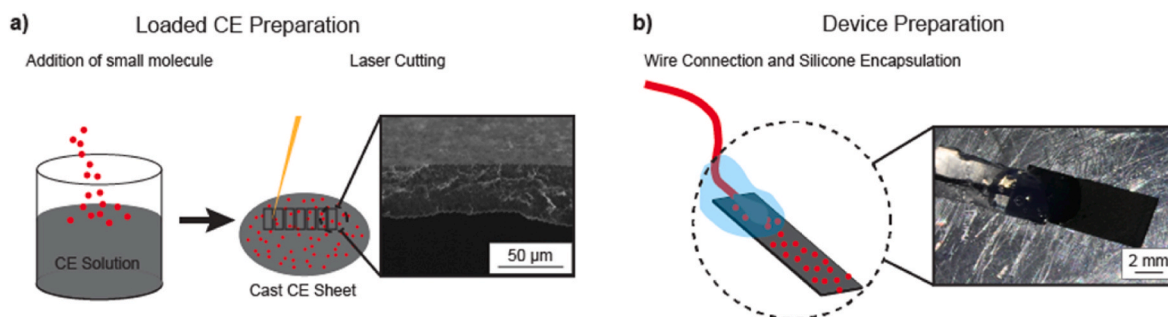 a)
Loaded CE Preparation
Addition of small molecule
Laser Cutting
CE Solution
Cast CE Sheet
50 µm
b)
Device Preparation
Wire Connection and Silicone Encapsulation
2 mm